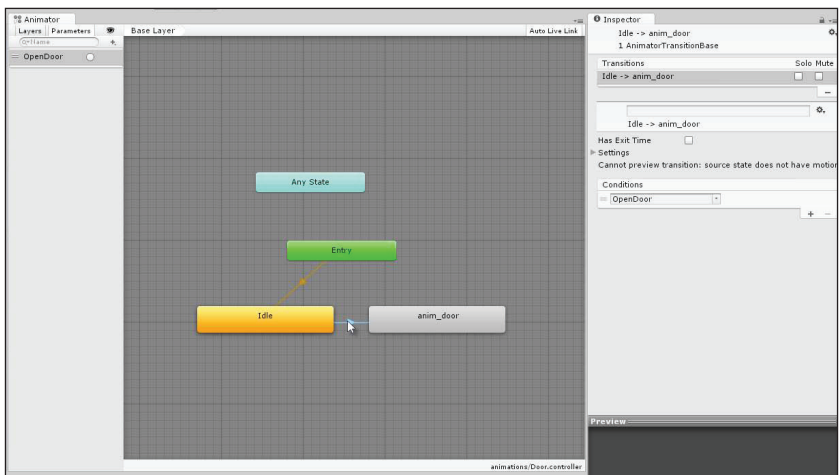 Animator
Layers Parameters
Name
OpenDoor
Base Layer
Auto Live Link
Any State
Entry
Idle
anim_door
animations/Door.controller
Inspector
Idle -> anim_door
1 AnimatorTransitionBase
Transitions Solo Mute
Idle -> anim_door
Idle -> anim_door
Has Exit Time
Settings
Cannot preview transition: source state does not have motion
Conditions
OpenDoor
Preview